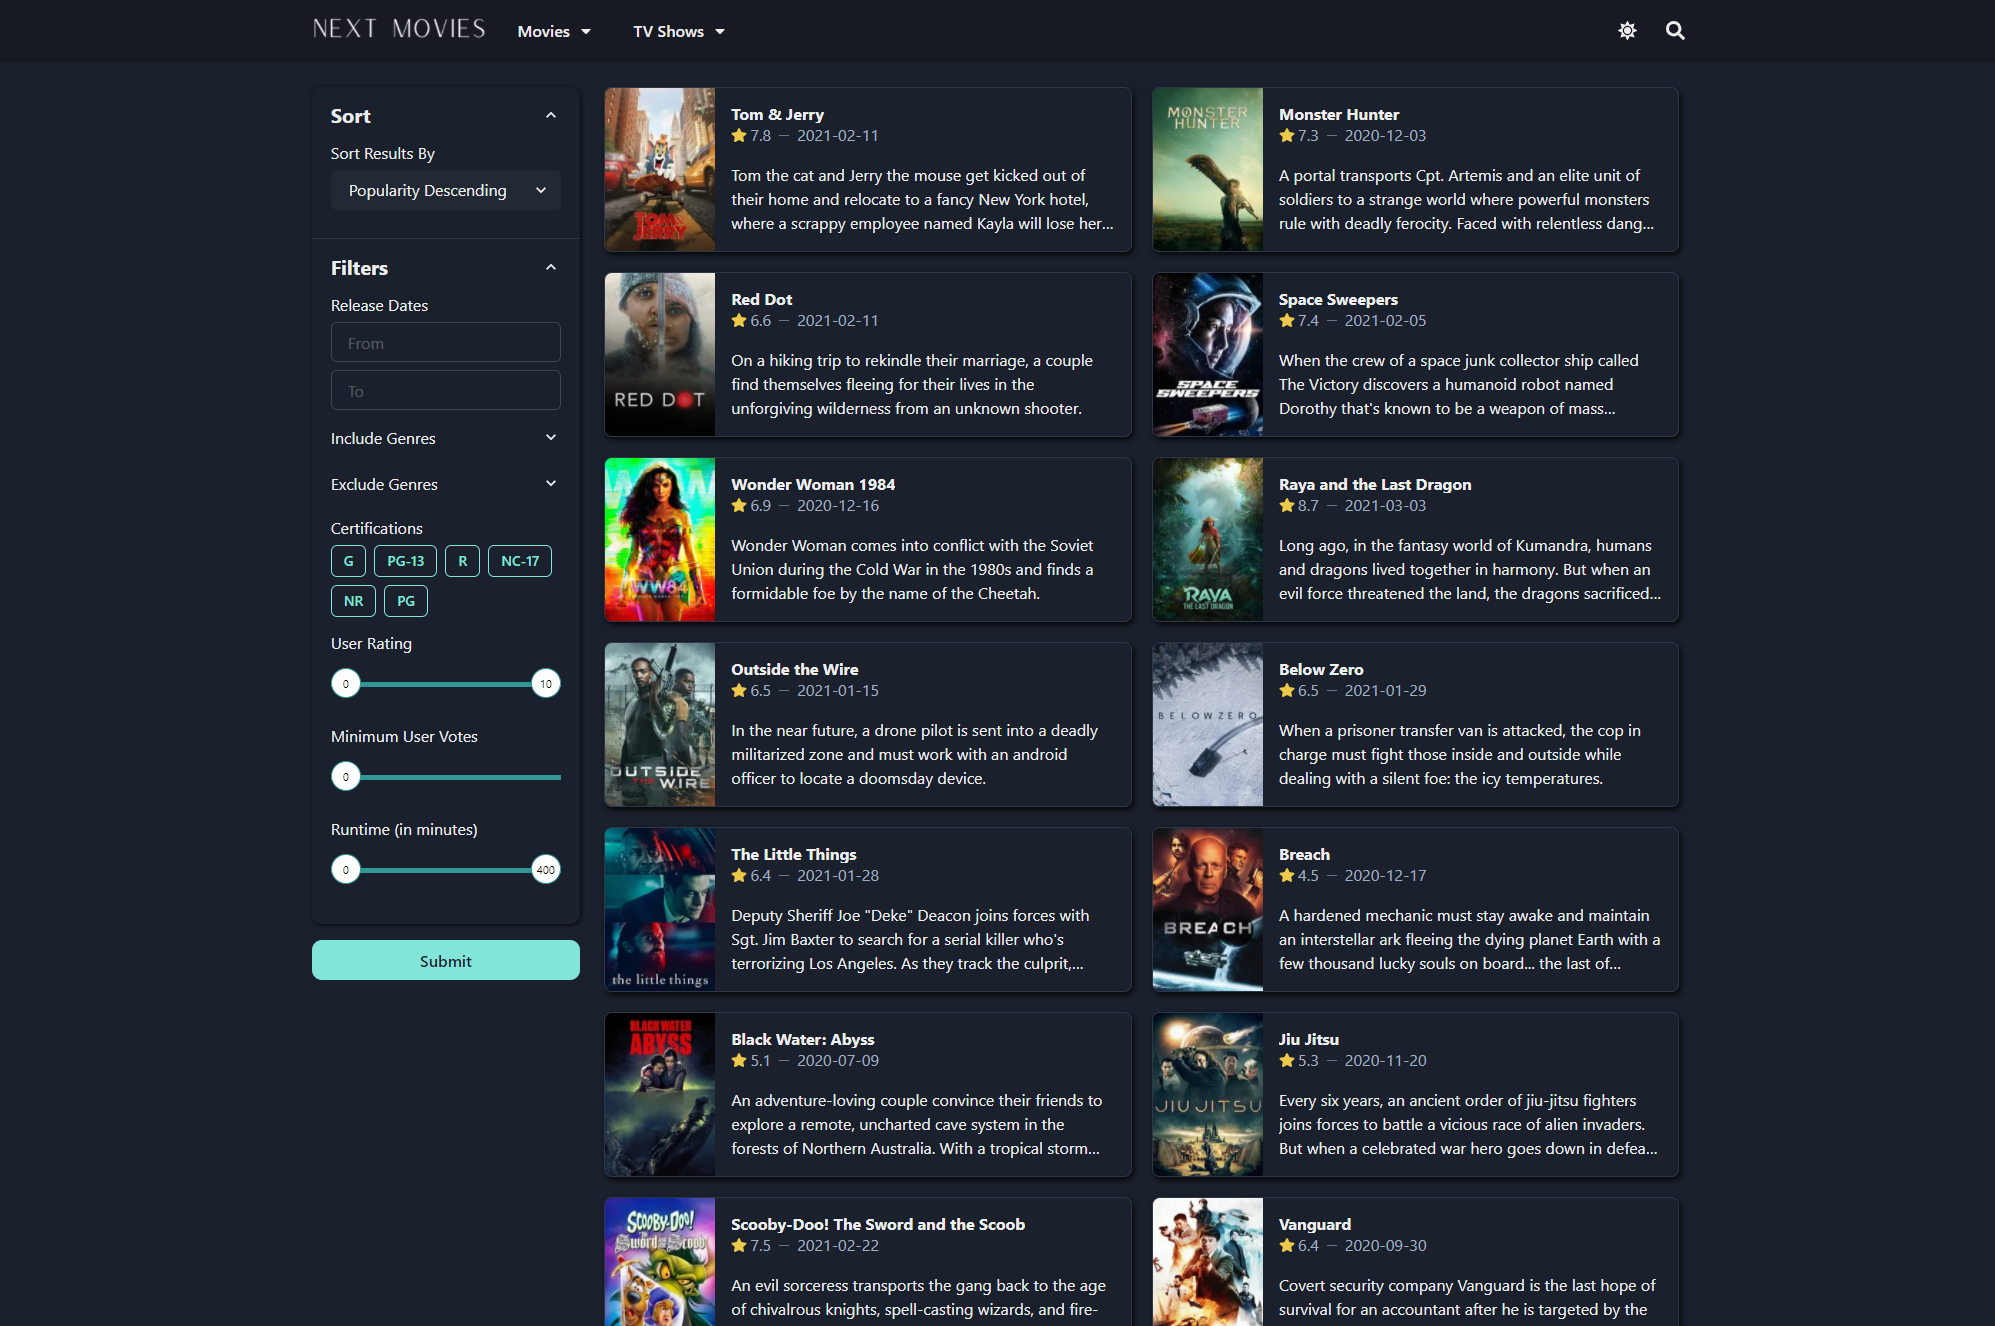 NEXT MOVIES
Movies
TV Shows
Sort
Sort Results By
Popularity Descending
Filters
Release Dates
From
To
Include Genres
Exclude Genres
Certifications
G
PG-13
R
NC-17
NR
PG
User Rating
0
10
Minimum User Votes
0
Runtime (in minutes)
0
400
Submit
TOM & JERRY
Tom & Jerry
7.8 — 2021-02-11
Tom the cat and Jerry the mouse get kicked out of
their home and relocate to a fancy New York hotel,
where a scrappy employee named Kayla will lose her...
MONSTER
HUNTER
Monster Hunter
7.3 — 2020-12-03
A portal transports Cpt. Artemis and an elite unit of
soldiers to a strange world where powerful monsters
rule with deadly ferocity. Faced with relentless dang...
RED DOT
Red Dot
6.6 — 2021-02-11
On a hiking trip to rekindle their marriage, a couple
find themselves fleeing for their lives in the
unforgiving wilderness from an unknown shooter.
SPACE
SWEEPERS
Space Sweepers
7.4 — 2021-02-05
When the crew of a space junk collector ship called
The Victory discovers a humanoid robot named
Dorothy that's known to be a weapon of mass...
WW84
Wonder Woman 1984
6.9 — 2020-12-16
Wonder Woman comes into conflict with the Soviet
Union during the Cold War in the 1980s and finds a
formidable foe by the name of the Cheetah.
RAYA
THE LAST DRAGON
Raya and the Last Dragon
8.7 — 2021-03-03
Long ago, in the fantasy world of Kumandra, humans
and dragons lived together in harmony. But when an
evil force threatened the land, the dragons sacrificed...
OUTSIDE
THE WIRE
Outside the Wire
6.5 — 2021-01-15
In the near future, a drone pilot is sent into a deadly
militarized zone and must work with an android
officer to locate a doomsday device.
BELOWZERO
Below Zero
6.5 — 2021-01-29
When a prisoner transfer van is attacked, the cop in
charge must fight those inside and outside while
dealing with a silent foe: the icy temperatures.
the little things
The Little Things
6.4 — 2021-01-28
Deputy Sheriff Joe "Deke" Deacon joins forces with
Sgt. Jim Baxter to search for a serial killer who's
terrorizing Los Angeles. As they track the culprit,...
BREACH
Breach
4.5 — 2020-12-17
A hardened mechanic must stay awake and maintain
an interstellar ark fleeing the dying planet Earth with a
few thousand lucky souls on board... the last of...
BLACK WATER
ABYSS
Black Water: Abyss
5.1 — 2020-07-09
An adventure-loving couple convince their friends to
explore a remote, uncharted cave system in the
forests of Northern Australia. With a tropical storm...
JIU JITSU
Jiu Jitsu
5.3 — 2020-11-20
Every six years, an ancient order of jiu-jitsu fighters
joins forces to battle a vicious race of alien invaders.
But when a celebrated war hero goes down in defea...
SCOOBY-DOO!
The Sword and the Scoob
Scooby-Doo! The Sword and the Scoob
7.5 — 2021-02-22
An evil sorceress transports the gang back to the age
of chivalrous knights, spell-casting wizards, and fire-
Vanguard
6.4 — 2020-09-30
Covert security company Vanguard is the last hope of
survival for an accountant after he is targeted by the